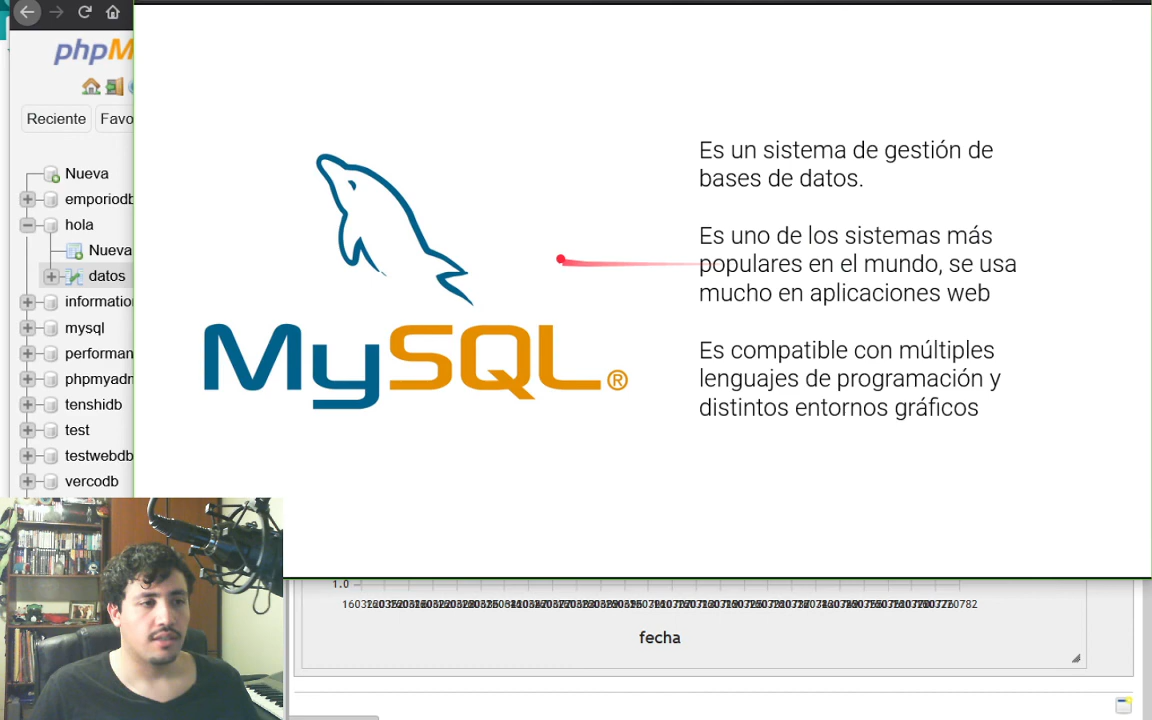 phpM
Reciente
Favo
Nueva
emporiodb
hola
Nueva
datos
information
mysql
performan
phpmyadm
tenshidb
test
testwebdb
vercodb
MySQL®
Es un sistema de gestión de
bases de datos.
Es uno de los sistemas más
populares en el mundo, se usa
mucho en aplicaciones web
Es compatible con múltiples
lenguajes de programación y
distintos entornos gráficos
1.0
fecha